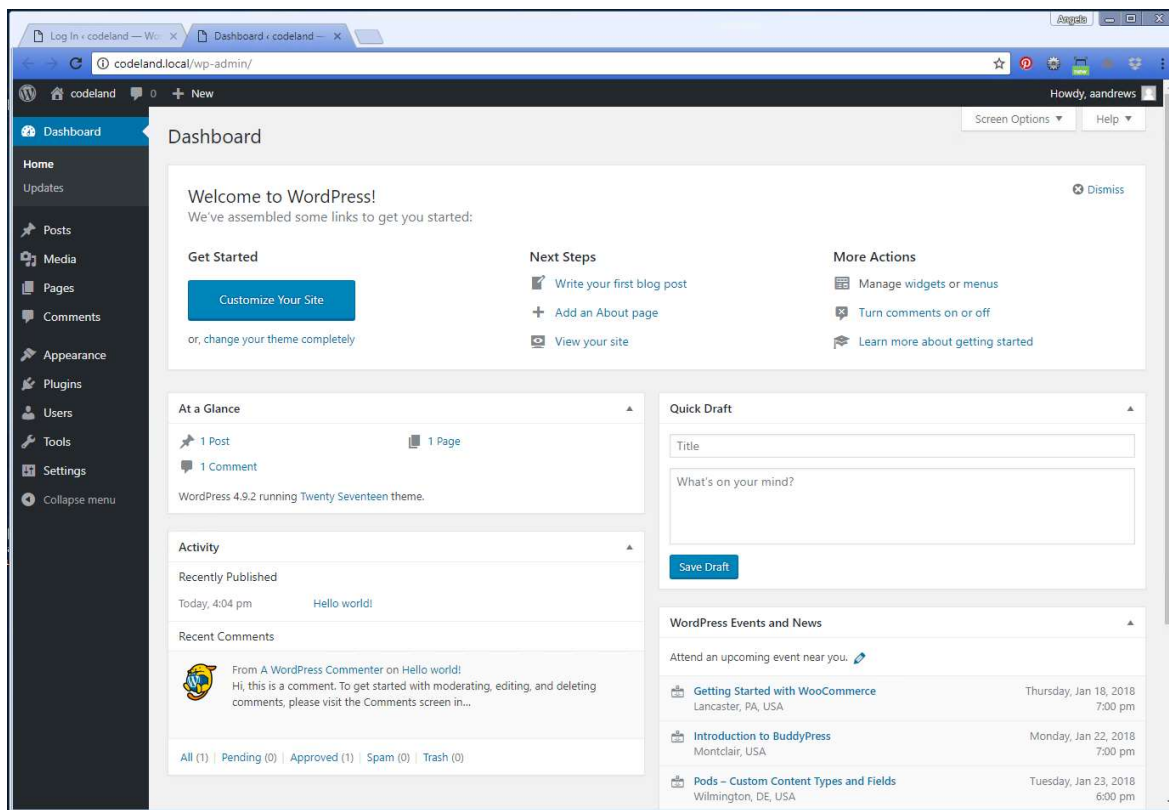 Angela
Log In ‹ codeland — Wo
Dashboard ‹ codeland —
codeland.local/wp-admin/
new
codeland 0 + New
Howdy, aandrews
Dashboard
Home
Updates
Posts
Media
Pages
Comments
Appearance
Plugins
Users
Tools
Settings
Collapse menu
Screen Options
Help
Dashboard
Welcome to WordPress!
We've assembled some links to get you started:
Dismiss
Get Started
Customize Your Site
or, change your theme completely
Next Steps
Write your first blog post
Add an About page
View your site
More Actions
Manage widgets or menus
Turn comments on or off
Learn more about getting started
At a Glance
1 Post
1 Page
1 Comment
WordPress 4.9.2 running Twenty Seventeen theme.
Activity
Recently Published
Today, 4:04 pm Hello world!
Recent Comments
From A WordPress Commenter on Hello world!
Hi, this is a comment. To get started with moderating, editing, and deleting
comments, please visit the Comments screen in...
All (1) | Pending (0) | Approved (1) | Spam (0) | Trash (0)
Quick Draft
Title
What's on your mind?
Save Draft
WordPress Events and News
Attend an upcoming event near you.
Getting Started with WooCommerce Thursday, Jan 18, 2018
Lancaster, PA, USA 7:00 pm
Introduction to BuddyPress Monday, Jan 22, 2018
Montclair, USA 7:00 pm
Pods – Custom Content Types and Fields Tuesday, Jan 23, 2018
Wilmington, DE, USA 6:00 pm